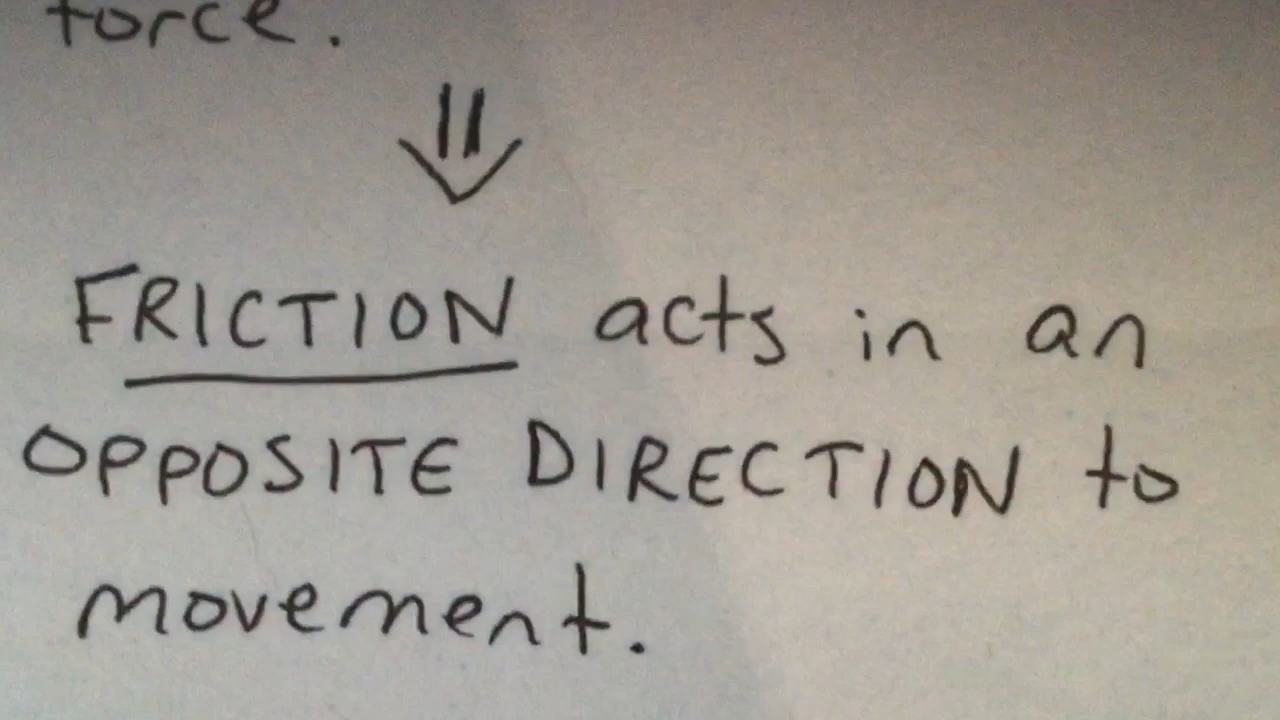 force.
FRICTION acts in an
OPPOSITE DIRECTION to
movement.